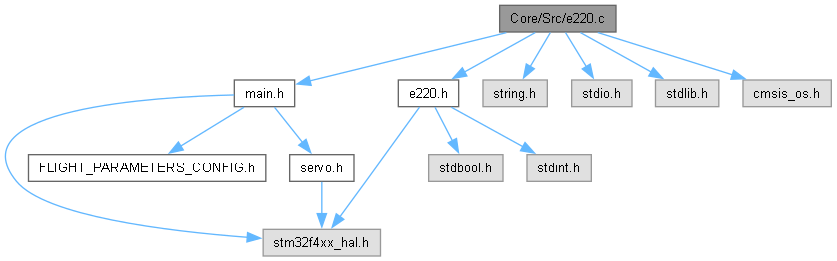 Core/Src/e220.c
main.h
e220.h
string.h
stdio.h
stdlib.h
cmsis_os.h
FLIGHT_PARAMETERS_CONFIG.h
servo.h
stdbool.h
stdint.h
stm32f4xx_hal.h